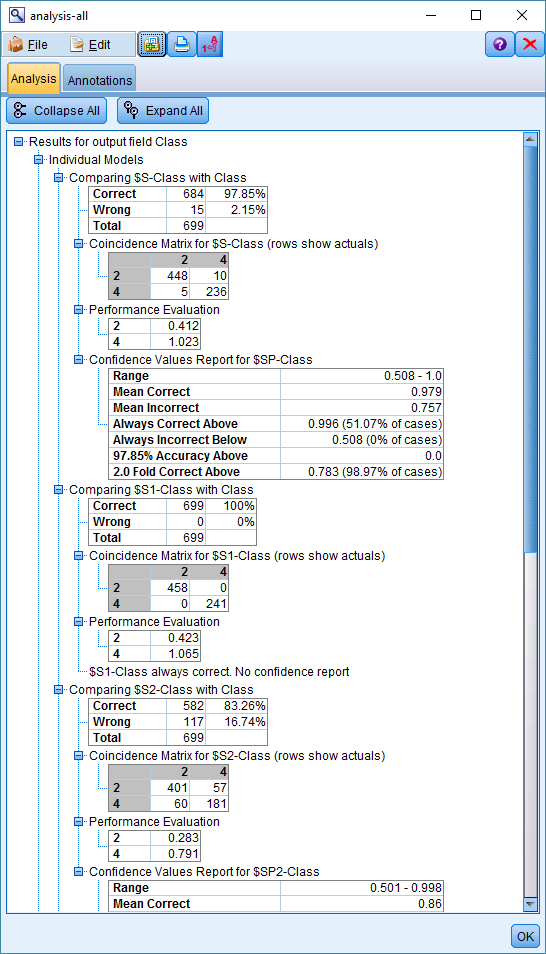 analysis-all
File Edit
Analysis Annotations
Collapse All Expand All
Results for output field Class
Individual Models
Comparing $S-Class with Class
Correct 684 97.85%
Wrong 15 2.15%
Total 699
Coincidence Matrix for $S-Class (rows show actuals)
2 4
2 448 10
4 5 236
Performance Evaluation
2 0.412
4 1.023
Confidence Values Report for $SP-Class
Range 0.508 - 1.0
Mean Correct 0.979
Mean Incorrect 0.757
Always Correct Above 0.996 (51.07% of cases)
Always Incorrect Below 0.508 (0% of cases)
97.85% Accuracy Above 0.0
2.0 Fold Correct Above 0.783 (98.97% of cases)
Comparing $S1-Class with Class
Correct 699 100%
Wrong 0 0%
Total 699
Coincidence Matrix for $S1-Class (rows show actuals)
2 4
2 458 0
4 0 241
Performance Evaluation
2 0.423
4 1.065
$S1-Class always correct. No confidence report
Comparing $S2-Class with Class
Correct 582 83.26%
Wrong 117 16.74%
Total 699
Coincidence Matrix for $S2-Class (rows show actuals)
2 4
2 401 57
4 60 181
Performance Evaluation
2 0.283
4 0.791
Confidence Values Report for $SP2-Class
Range 0.501 - 0.998
Mean Correct 0.86
OK